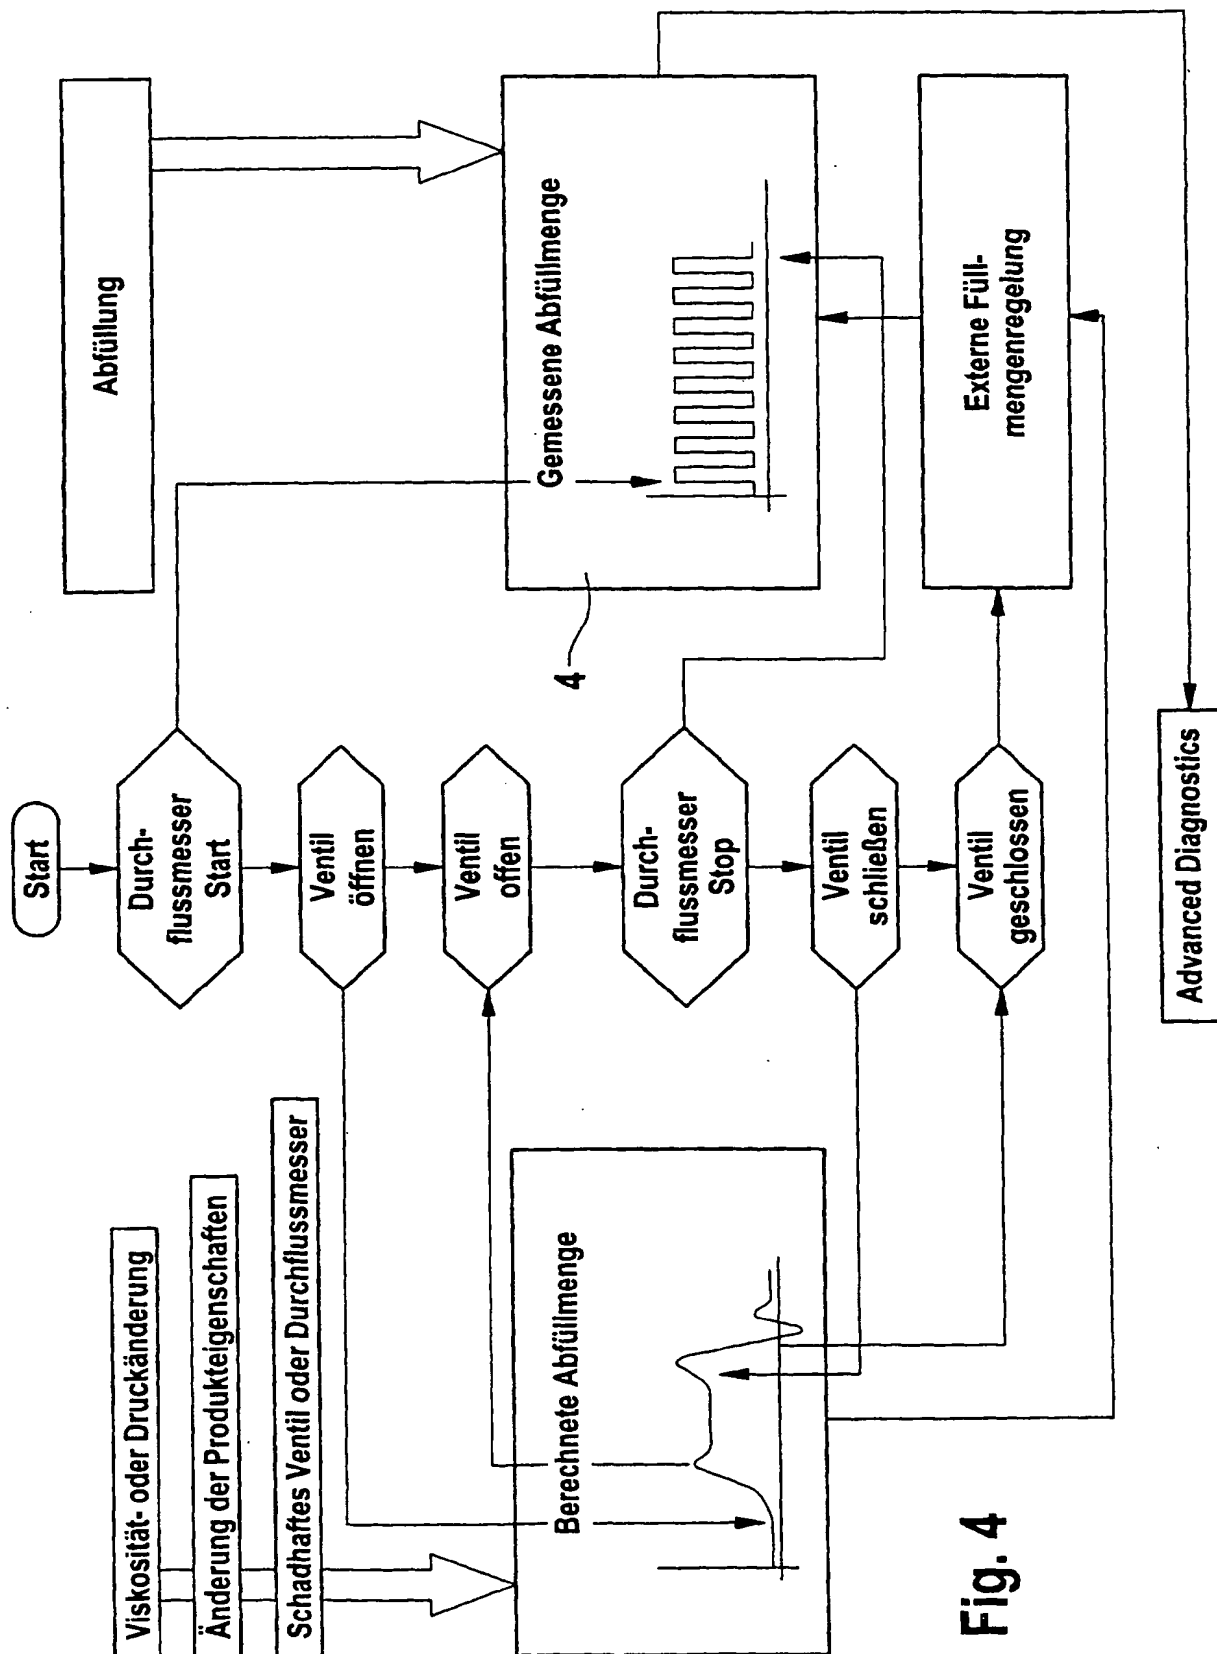 Start
Durch-
flussmesser
Start
Ventil
öffnen
Ventil
offen
Durch-
flussmesser
Stop
Ventil
schließen
Ventil
geschlossen
Viskosität- oder Druckänderung
Änderung der Produkteigenschaften
Schadhaftes Ventil oder Durchflussmesser
Berechnete Abfüllmenge
Abfüllung
Gemessene Abfüllmenge
4
Externe Füll-
mengenregelung
Advanced Diagnostics
Fig. 4